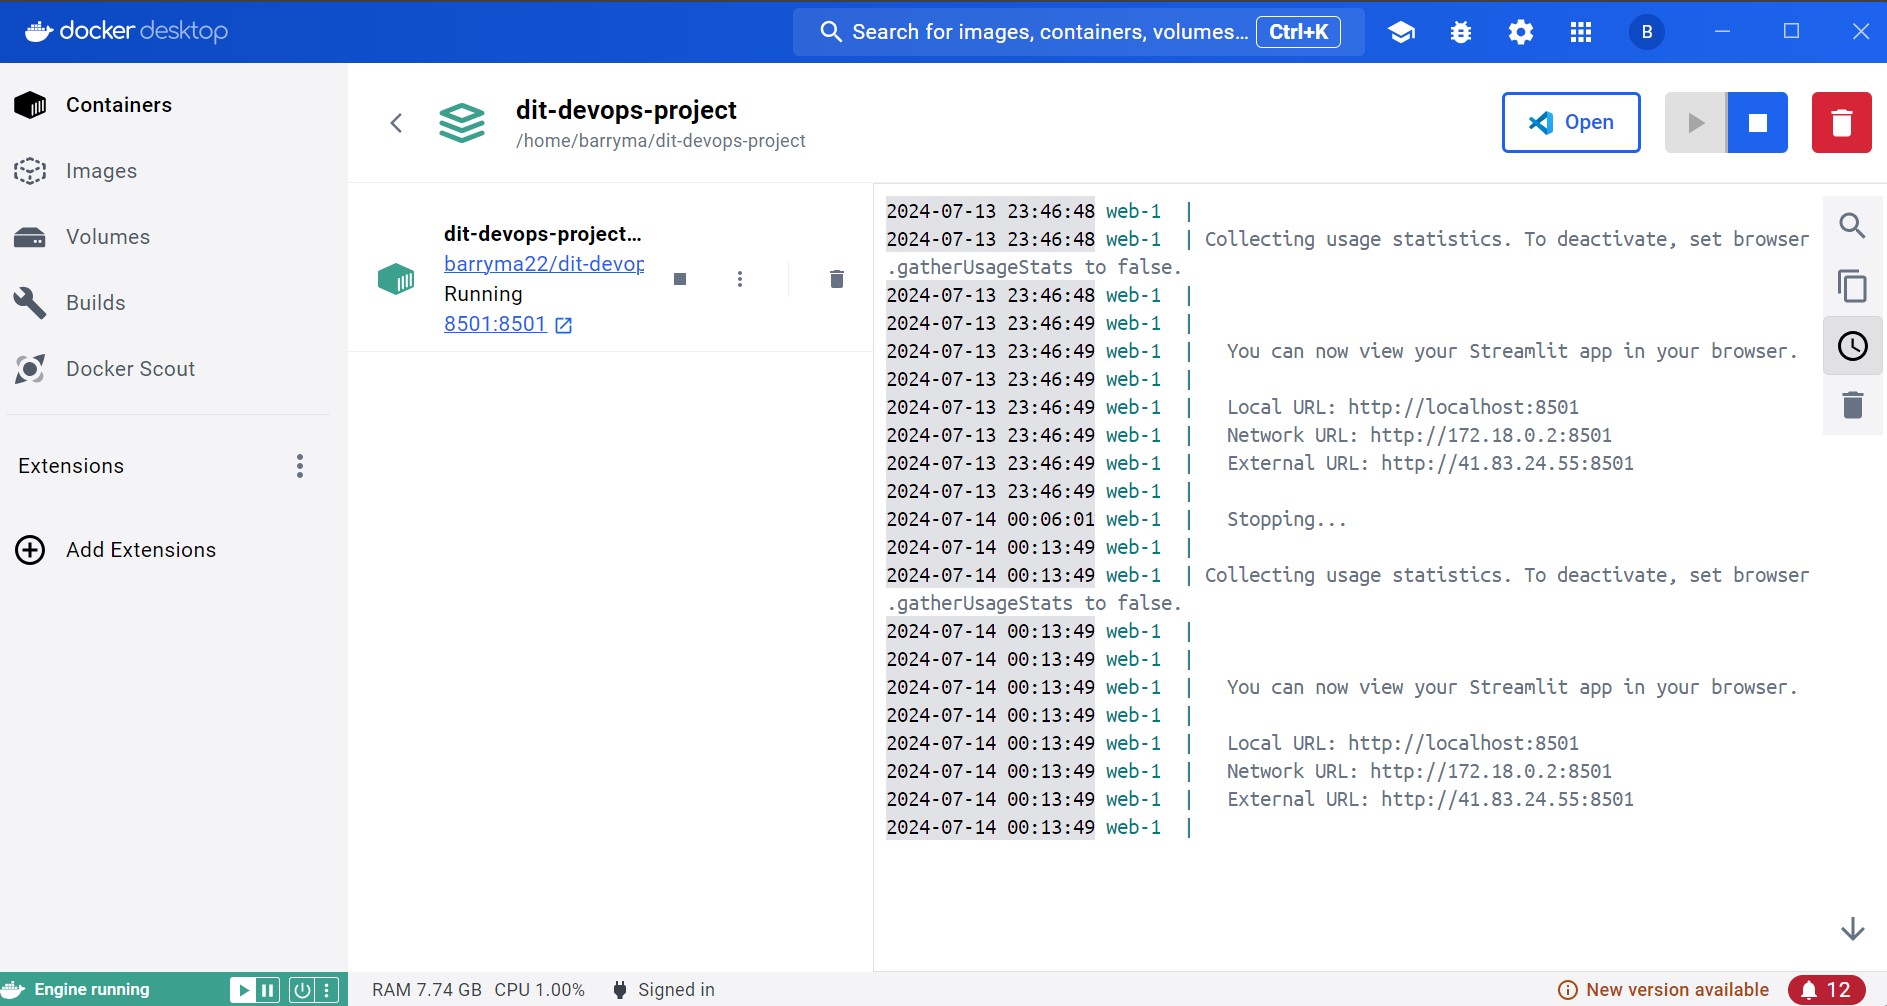 docker desktop
Search for images, containers, volumes... Ctrl+K
B
Containers
Images
Volumes
Builds
Docker Scout
Extensions
Add Extensions
dit-devops-project
/home/barryma/dit-devops-project
Open
dit-devops-project...
barryma22/dit-devop
Running
8501:8501
2024-07-13 23:46:48 web-1 |
2024-07-13 23:46:48 web-1 | Collecting usage statistics. To deactivate, set browser
.gatherUsageStats to false.
2024-07-13 23:46:48 web-1 |
2024-07-13 23:46:49 web-1 |
2024-07-13 23:46:49 web-1 | You can now view your Streamlit app in your browser.
2024-07-13 23:46:49 web-1 |
2024-07-13 23:46:49 web-1 | Local URL: http://localhost:8501
2024-07-13 23:46:49 web-1 | Network URL: http://172.18.0.2:8501
2024-07-13 23:46:49 web-1 | External URL: http://41.83.24.55:8501
2024-07-13 23:46:49 web-1 |
2024-07-14 00:06:01 web-1 | Stopping...
2024-07-14 00:13:49 web-1 |
2024-07-14 00:13:49 web-1 | Collecting usage statistics. To deactivate, set browser
.gatherUsageStats to false.
2024-07-14 00:13:49 web-1 |
2024-07-14 00:13:49 web-1 |
2024-07-14 00:13:49 web-1 | You can now view your Streamlit app in your browser.
2024-07-14 00:13:49 web-1 |
2024-07-14 00:13:49 web-1 | Local URL: http://localhost:8501
2024-07-14 00:13:49 web-1 | Network URL: http://172.18.0.2:8501
2024-07-14 00:13:49 web-1 | External URL: http://41.83.24.55:8501
2024-07-14 00:13:49 web-1 |
Engine running
RAM 7.74 GB CPU 1.00% Signed in
New version available
12